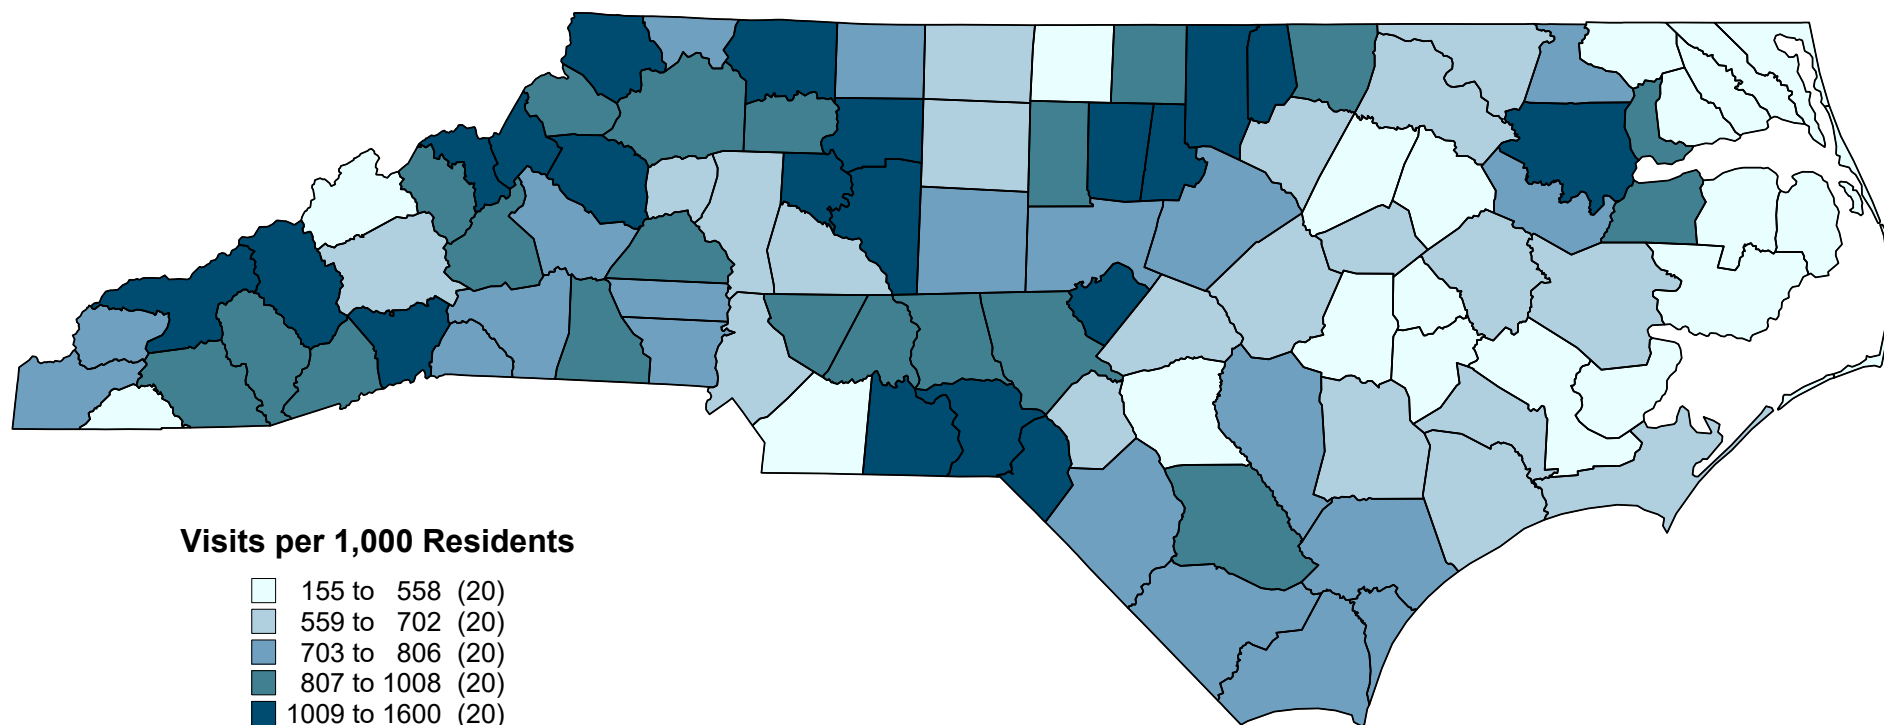 Visits per 1,000 Residents
155 to 558 (20)
559 to 702 (20)
703 to 806 (20)
807 to 1008 (20)
1009 to 1600 (20)